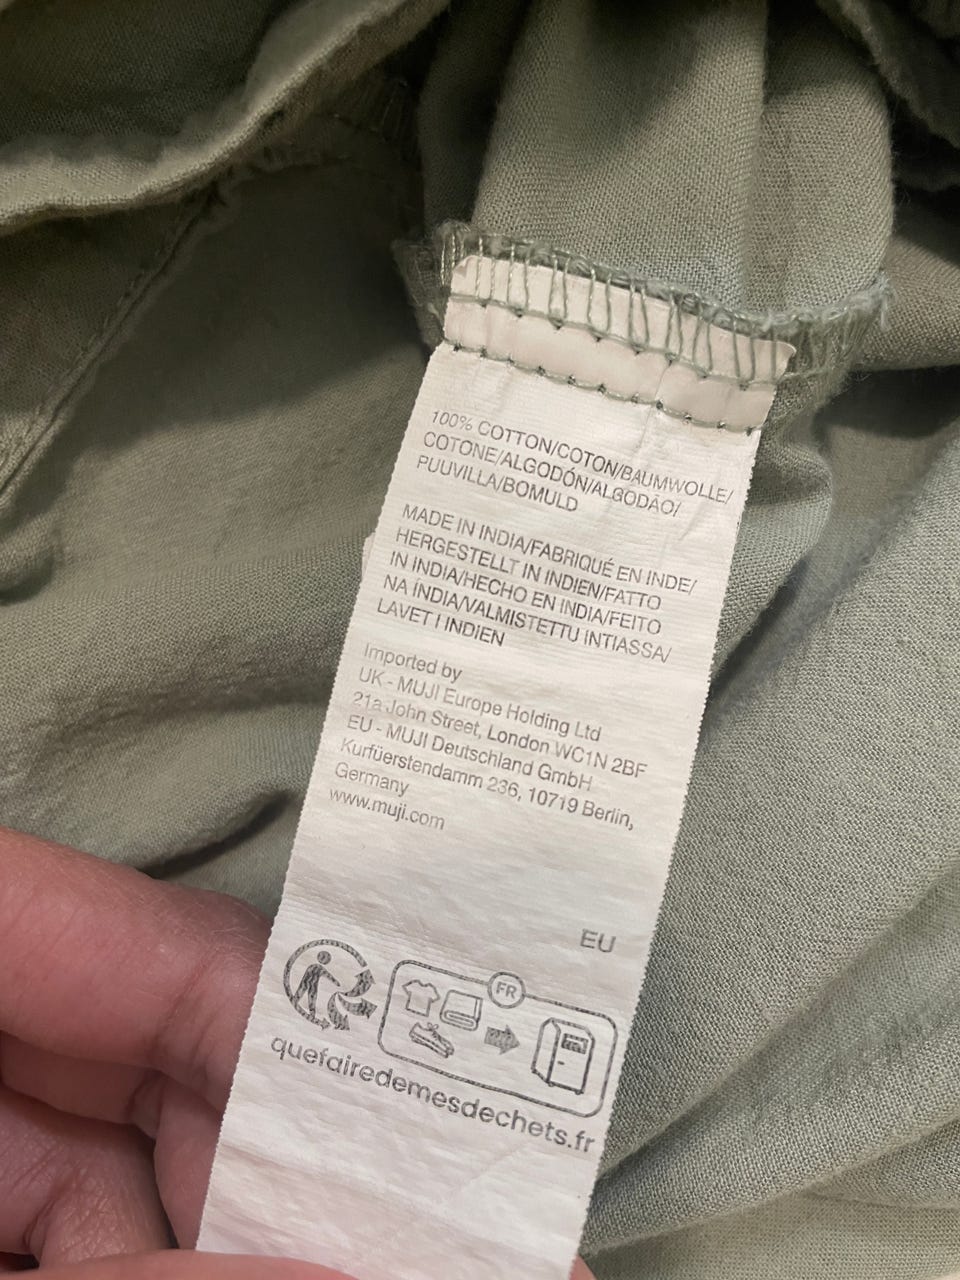 100% COTTON/COTON/BAUMWOLLE/
COTONE/ALGODÓN/ALGODÃO/
PUUVILLA/BOMULD
MADE IN INDIA/FABRIQUÉ EN INDE/
HERGESTELLT IN INDIEN/FATTO
IN INDIA/HECHO EN INDIA/FEITO
NA ÍNDIA/VALMISTETTU INTIASSA/
LAVET I INDIEN
Imported by
UK - MUJI Europe Holding Ltd
21a John Street, London WC1N 2BF
EU - MUJI Deutschland GmbH
Kurfüerstendamm 236, 10719 Berlin,
Germany
www.muji.com
EU
FR
quefairedemesdechets.fr